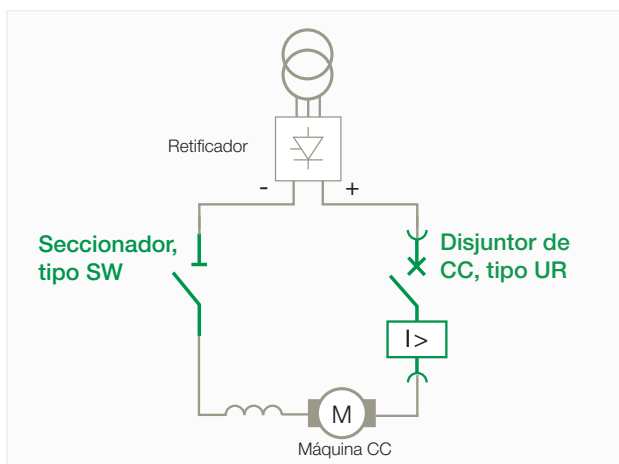 Retificador
- +
Seccionador,
tipo SW
Disjuntor de
CC, tipo UR
I>
M
Máquina CC